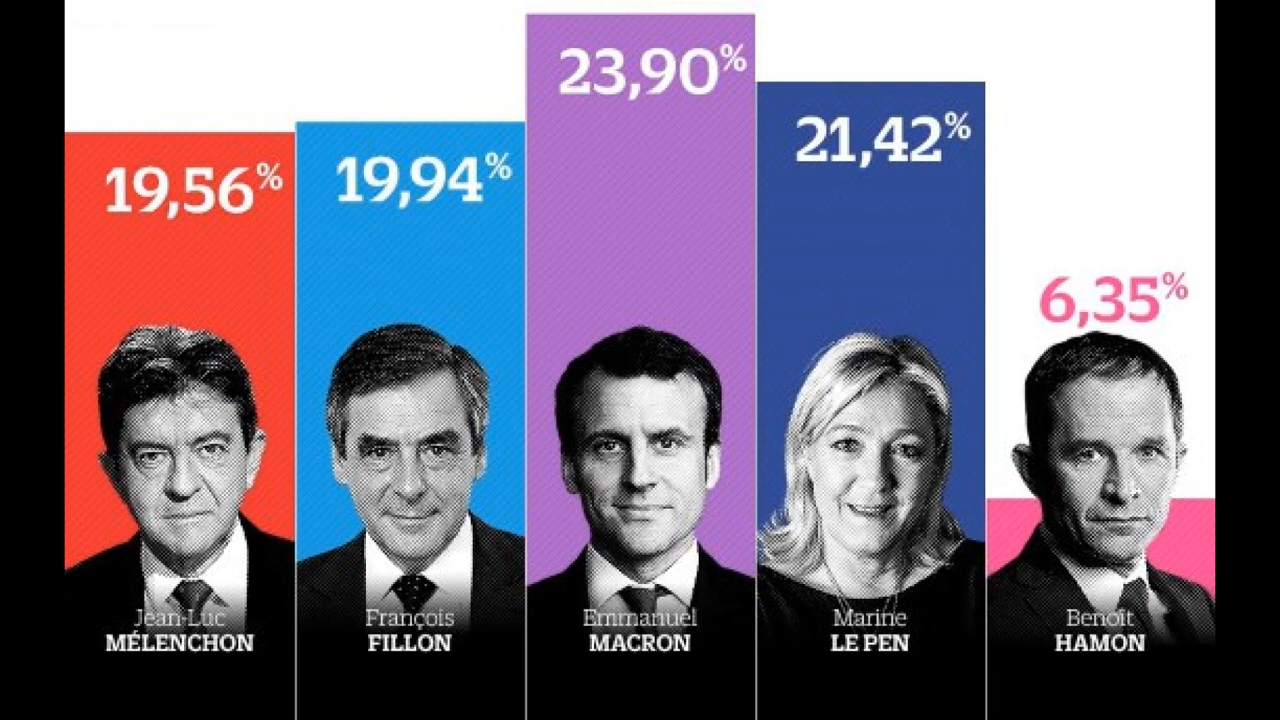 19,56%
19,94%
23,90%
21,42%
6,35%
Jean-Luc
MÉLENCHON
François
FILLON
Emmanuel
MACRON
Marine
LE PEN
Benoît
HAMON